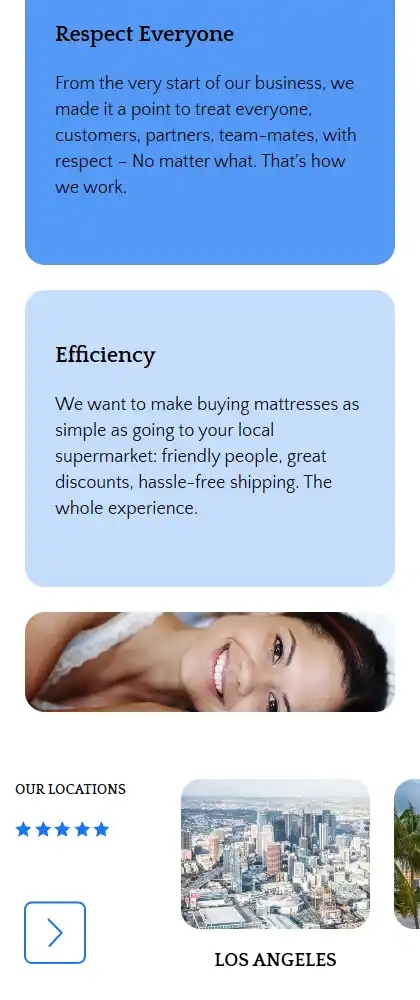 Respect Everyone
From the very start of our business, we
made it a point to treat everyone,
customers, partners, team-mates, with
respect – No matter what. That's how
we work.
Efficiency
We want to make buying mattresses as
simple as going to your local
supermarket: friendly people, great
discounts, hassle-free shipping. The
whole experience.
OUR LOCATIONS
LOS ANGELES